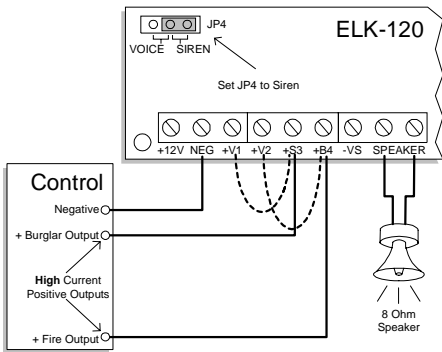 JP4
ELK-120
VOICE SIREN
Set JP4 to Siren
+12V NEG +V1 +V2 +S3 +B4 -VS SPEAKER
Control
Negative
+ Burglar Output
High Current
Positive Outputs
+ Fire Output
8 Ohm
Speaker